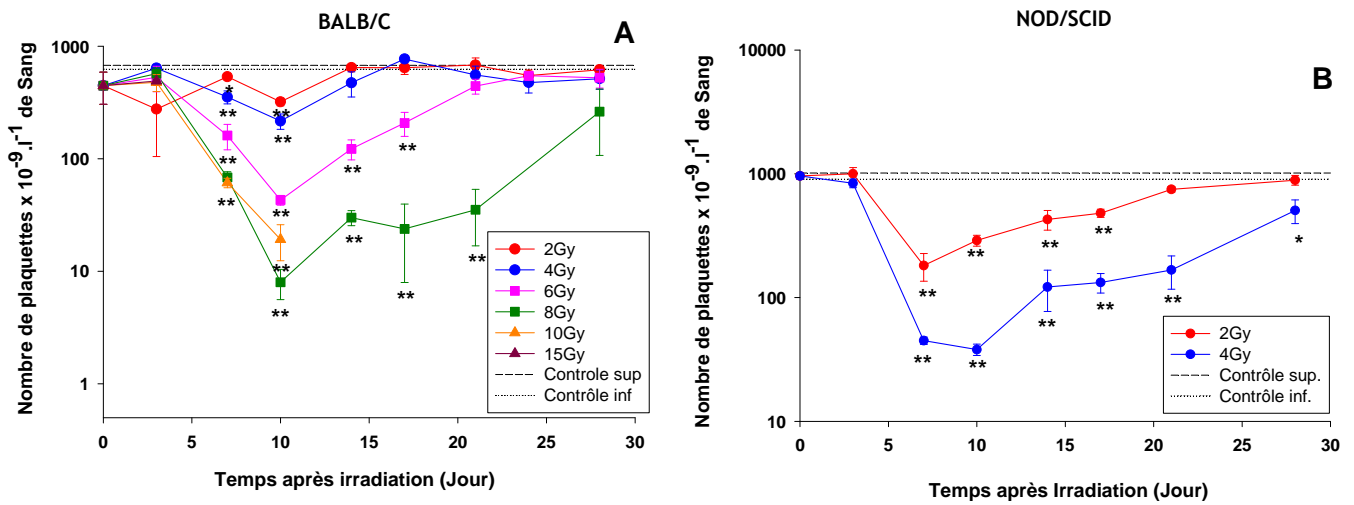 BALB/C
A
Nombre de plaquettes x 10-9.l-1 de Sang
1000
100
10
1
*
**
**
**
**
**
**
**
**
**
**
**
**
**
**
2Gy
4Gy
6Gy
8Gy
10Gy
15Gy
Controle sup
Contrôle inf
0 5 10 15 20 25 30
Temps après irradiation (Jour)
NOD/SCID
B
Nombre de plaquettes x 10-9.l-1 de Sang
10000
1000
100
10
**
**
**
**
**
**
**
**
**
*
2Gy
4Gy
Contrôle sup.
Contrôle inf.
0 5 10 15 20 25 30
Temps après Irradiation (Jour)